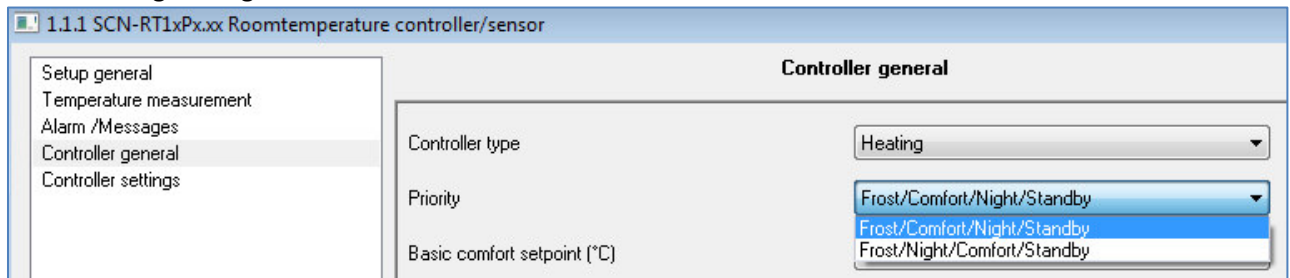 1.1.1 SCN-RT1xPx.xx Roomtemperature controller/sensor
Setup general
Temperature measurement
Alarm /Messages
Controller general
Controller settings
Controller general
Controller type
Heating
Priority
Frost/Comfort/Night/Standby
Frost/Comfort/Night/Standby
Frost/Night/Comfort/Standby
Basic comfort setpoint (°C)